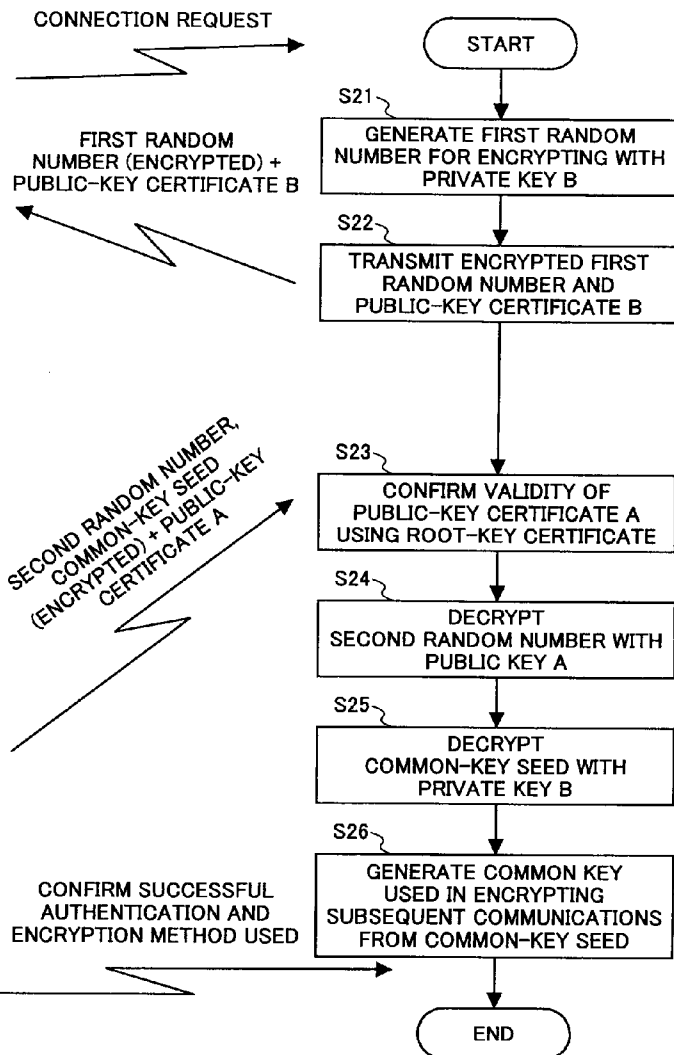 CONNECTION REQUEST
START
S21
GENERATE FIRST RANDOM
NUMBER FOR ENCRYPTING WITH
PRIVATE KEY B
FIRST RANDOM
NUMBER (ENCRYPTED) +
PUBLIC-KEY CERTIFICATE B
S22
TRANSMIT ENCRYPTED FIRST
RANDOM NUMBER AND
PUBLIC-KEY CERTIFICATE B
SECOND RANDOM NUMBER,
COMMON-KEY SEED
(ENCRYPTED) + PUBLIC-KEY
CERTIFICATE A
S23
CONFIRM VALIDITY OF
PUBLIC-KEY CERTIFICATE A
USING ROOT-KEY CERTIFICATE
S24
DECRYPT
SECOND RANDOM NUMBER WITH
PUBLIC KEY A
S25
DECRYPT
COMMON-KEY SEED WITH
PRIVATE KEY B
S26
GENERATE COMMON KEY
USED IN ENCRYPTING
SUBSEQUENT COMMUNICATIONS
FROM COMMON-KEY SEED
CONFIRM SUCCESSFUL
AUTHENTICATION AND
ENCRYPTION METHOD USED
END